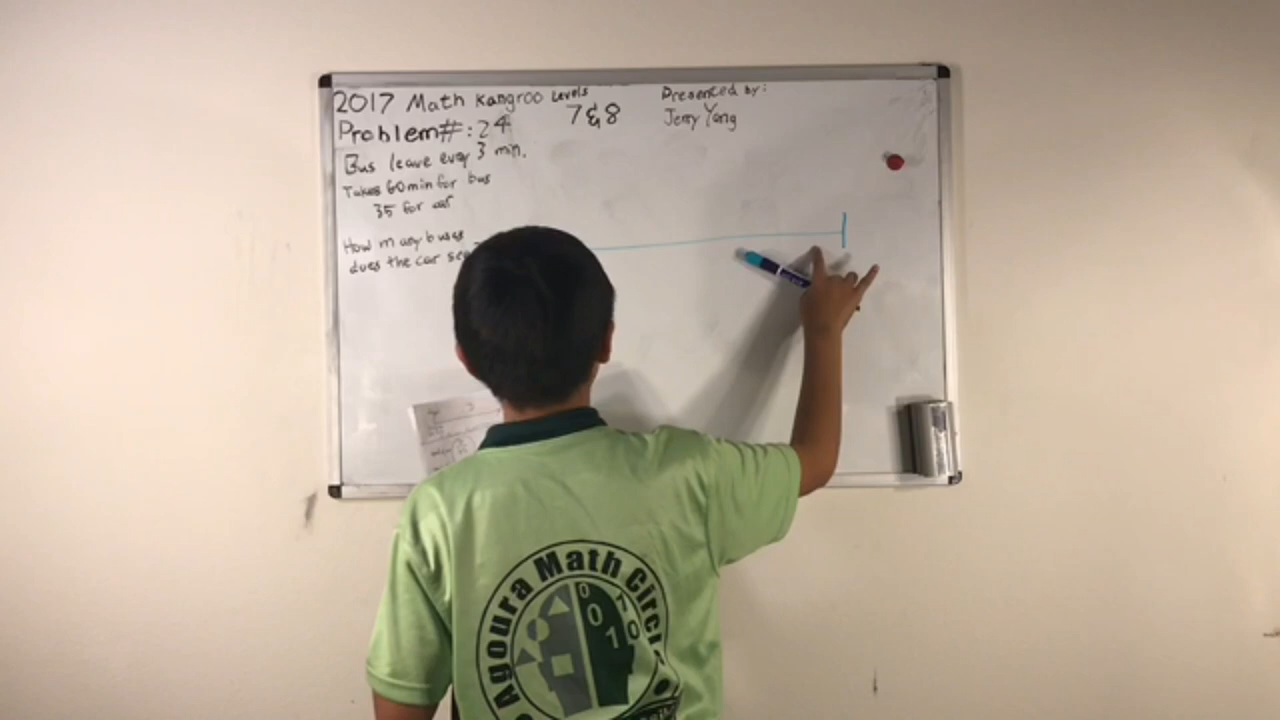 2017 Math Kangroo Levels
7&8
Problem#:24
Bus leave every 3 min.
Takes 60 min for bus
35 for car
How many buses
does the car see
Presented by:
Jerry Yang
Agoura Math Circle